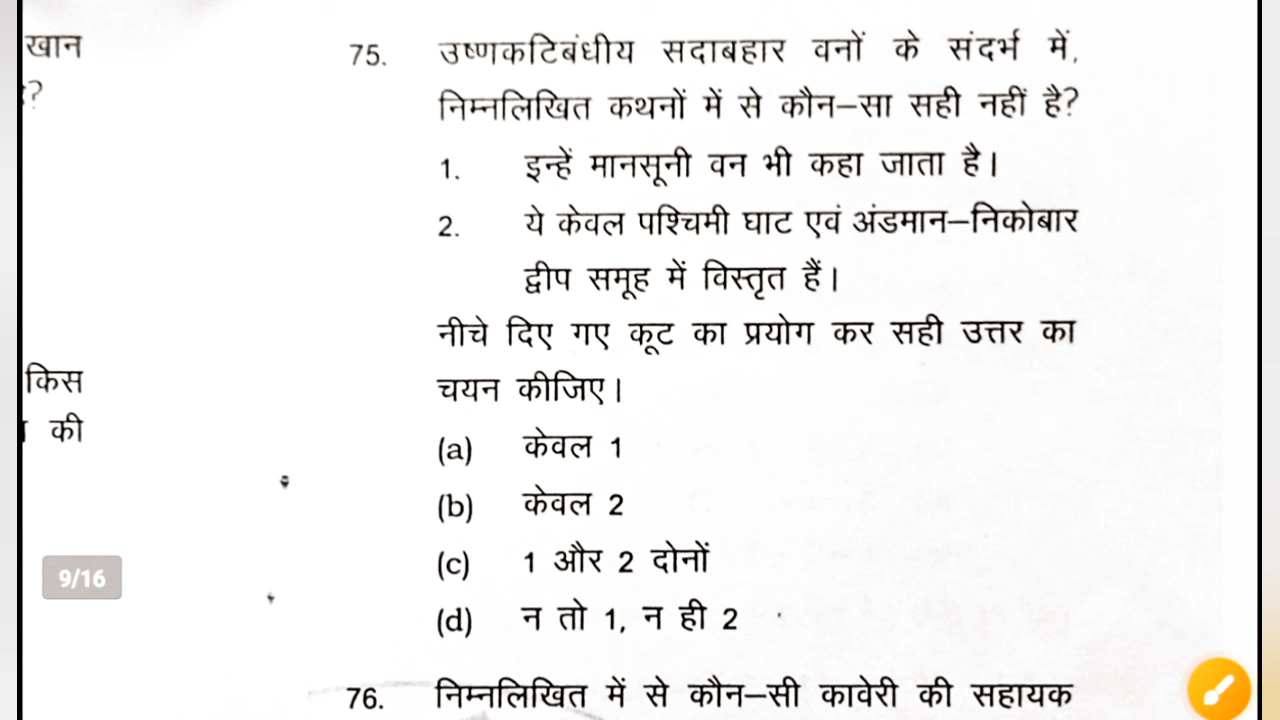 खान
?
किस
की
9/16
75. उष्णकटिबंधीय सदाबहार वनों के संदर्भ में,
निम्नलिखित कथनों में से कौन–सा सही नहीं है?
1. इन्हें मानसूनी वन भी कहा जाता है।
2. ये केवल पश्चिमी घाट एवं अंडमान–निकोबार
द्वीप समूह में विस्तृत हैं।
नीचे दिए गए कूट का प्रयोग कर सही उत्तर का
चयन कीजिए।
(a) केवल 1
(b) केवल 2
(c) 1 और 2 दोनों
(d) न तो 1, न ही 2
76. निम्नलिखित में से कौन–सी कावेरी की सहायक